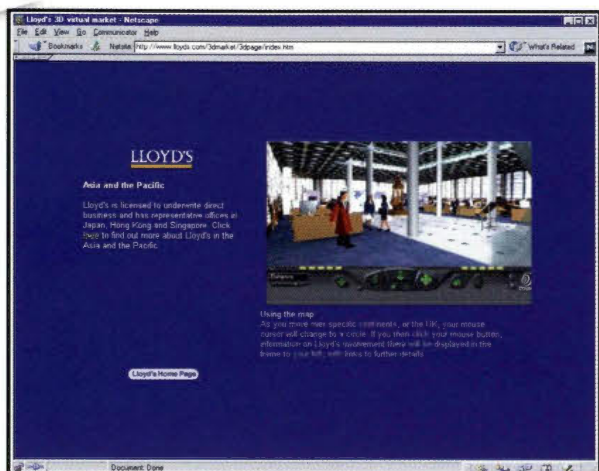 Lloyd's 3D virtual market - Netscape
File Edit View Go Communicator Help
Bookmarks Netsite: http://www.lloyds.com/3dmarket/3dpage/index.htm What's Related
LLOYD'S
Asia and the Pacific
Lloyd's is licensed to underwrite direct
business and has representative offices in
Japan, Hong Kong and Singapore. Click
here to find out more about Lloyd's in the
Asia and the Pacific.
Using the map
As you move over specific continents, or the UK, your mouse
cursor will change to a circle. If you then click your mouse button,
information on Lloyd's involvement there will be displayed in the
frame to your left, with links to further details.
Lloyd's Home Page
Document: Done